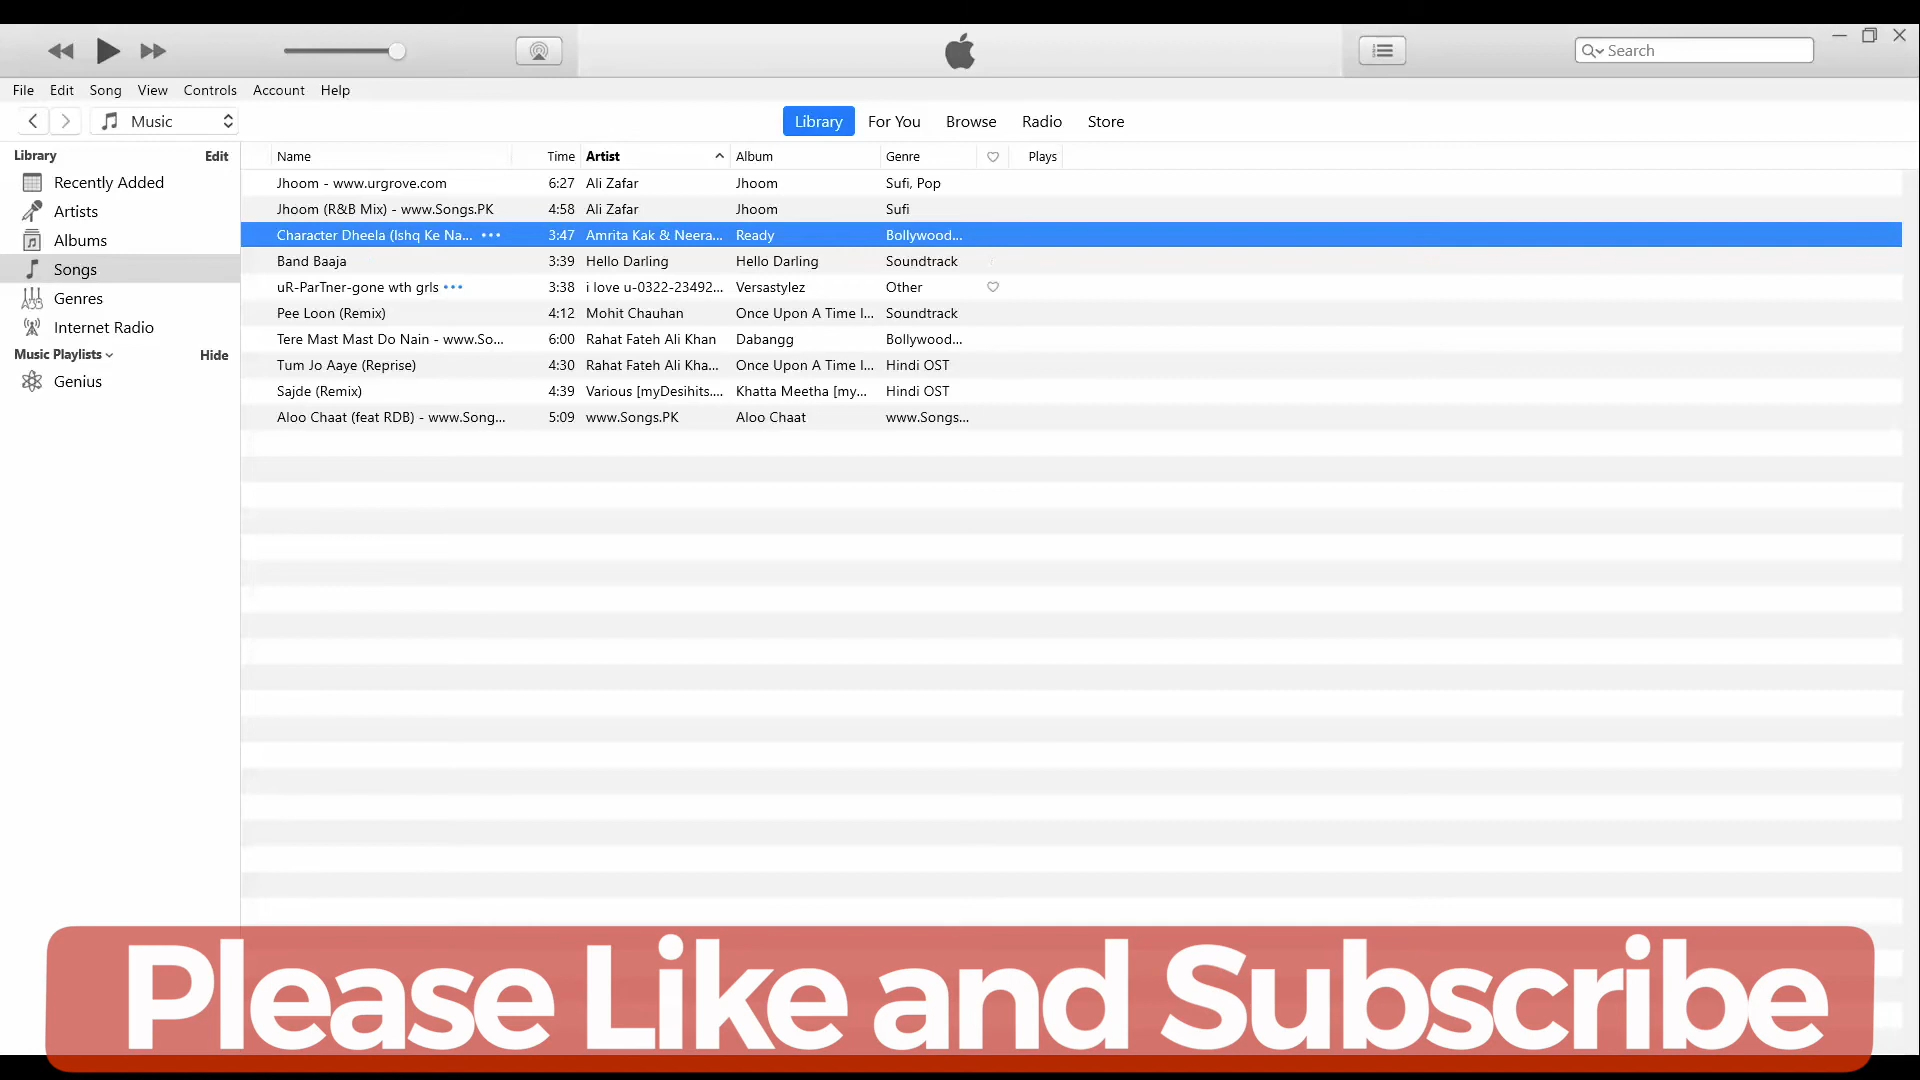 Search
File Edit Song View Controls Account Help
Music Library For You Browse Radio Store
Library Edit
Recently Added
Artists
Albums
Songs
Genres
Internet Radio
Music Playlists Hide
Genius
Name Time Artist Album Genre Plays
Jhoom - www.urgrove.com 6:27 Ali Zafar Jhoom Sufi, Pop
Jhoom (R&B Mix) - www.Songs.PK 4:58 Ali Zafar Jhoom Sufi
Character Dheela (Ishq Ke Na... 3:47 Amrita Kak & Neera... Ready Bollywood...
Band Baaja 3:39 Hello Darling Hello Darling Soundtrack
uR-ParTner-gone wth grls 3:38 i love u-0322-23492... Versastylez Other
Pee Loon (Remix) 4:12 Mohit Chauhan Once Upon A Time I... Soundtrack
Tere Mast Mast Do Nain - www.So... 6:00 Rahat Fateh Ali Khan Dabangg Bollywood...
Tum Jo Aaye (Reprise) 4:30 Rahat Fateh Ali Kha... Once Upon A Time I... Hindi OST
Sajde (Remix) 4:39 Various [myDesihits.... Khatta Meetha [my... Hindi OST
Aloo Chaat (feat RDB) - www.Song... 5:09 www.Songs.PK Aloo Chaat www.Songs...
Please Like and Subscribe